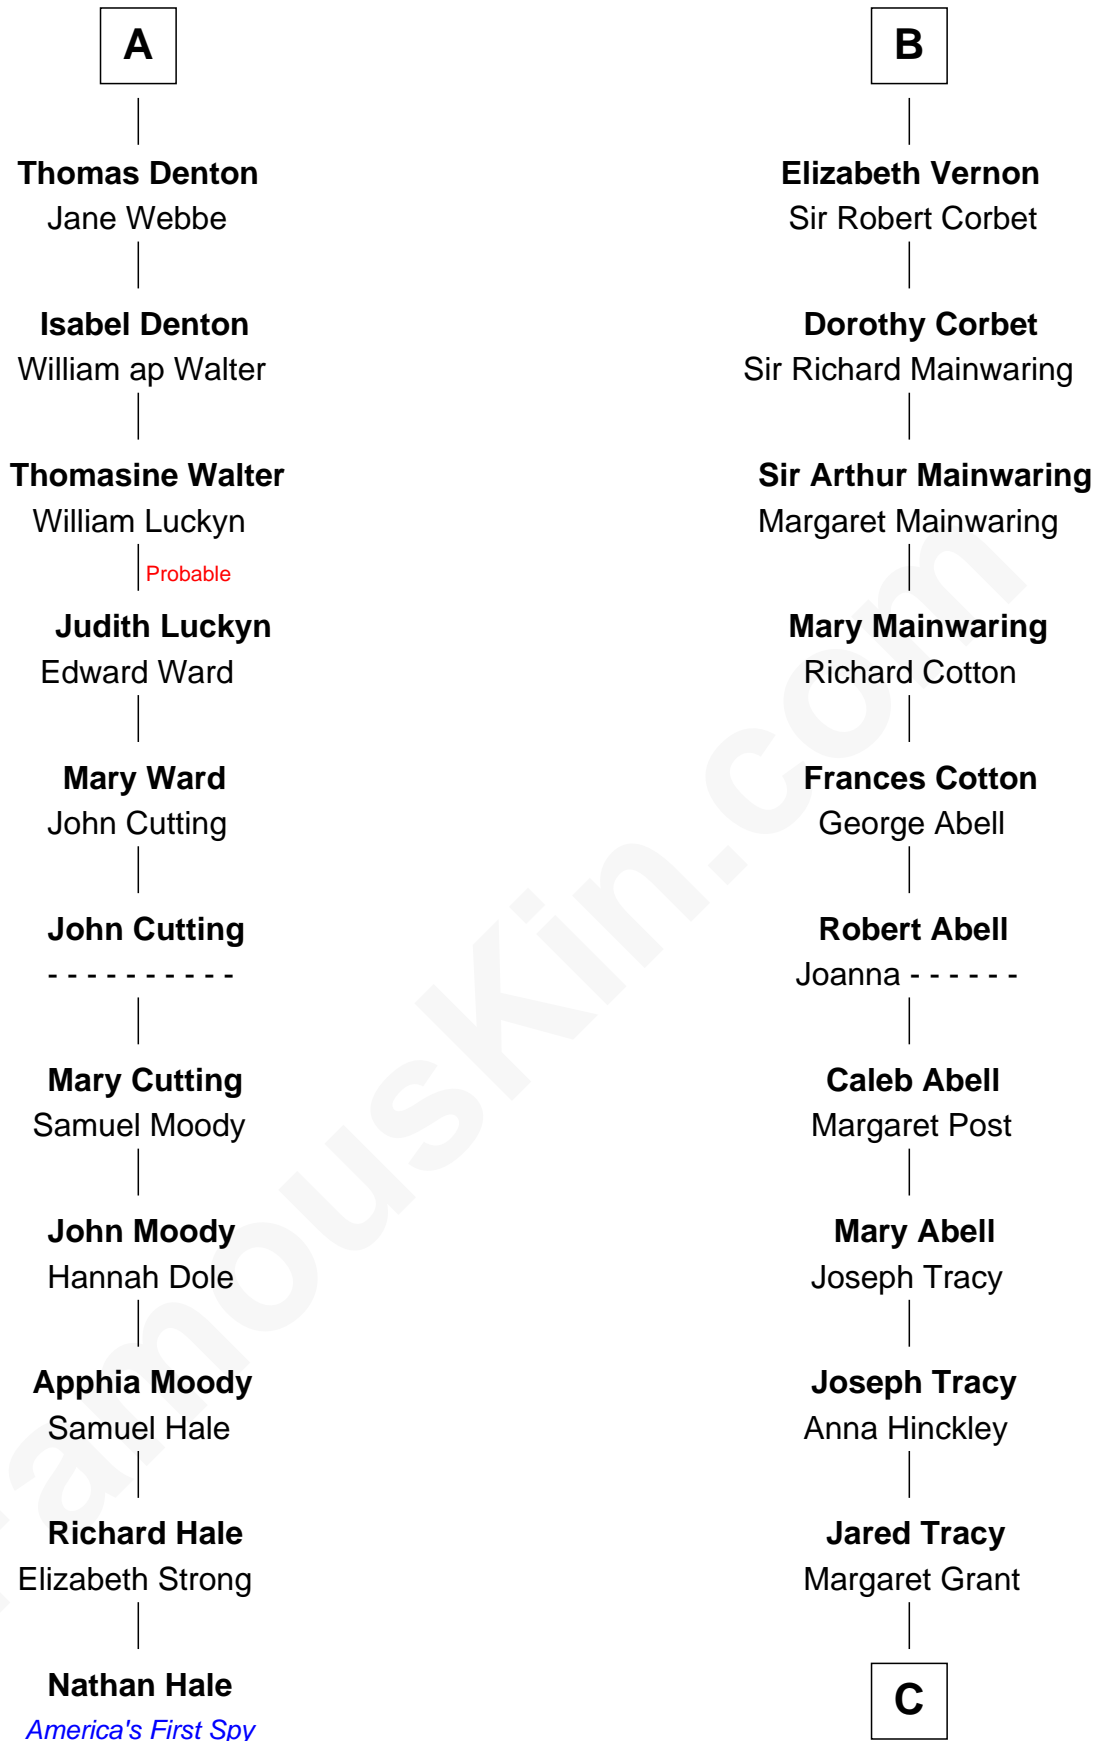 A
Thomas Denton
Jane Webbe
Isabel Denton
William ap Walter
Thomasine Walter
William Luckyn
Probable
Judith Luckyn
Edward Ward
Mary Ward
John Cutting
John Cutting
- - - - - - - - - -
Mary Cutting
Samuel Moody
John Moody
Hannah Dole
Apphia Moody
Samuel Hale
Richard Hale
Elizabeth Strong
Nathan Hale
America's First Spy
B
Elizabeth Vernon
Sir Robert Corbet
Dorothy Corbet
Sir Richard Mainwaring
Sir Arthur Mainwaring
Margaret Mainwaring
Mary Mainwaring
Richard Cotton
Frances Cotton
George Abell
Robert Abell
Joanna - - - - - -
Caleb Abell
Margaret Post
Mary Abell
Joseph Tracy
Joseph Tracy
Anna Hinckley
Jared Tracy
Margaret Grant
C
FamousKin.com